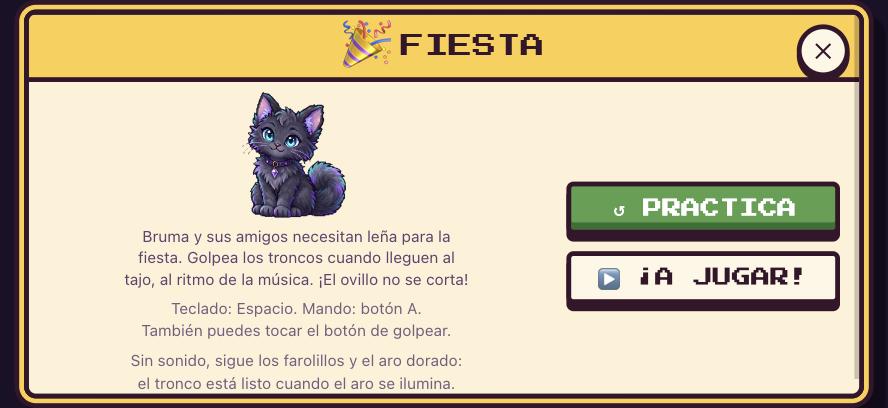 FIESTA
Bruma y sus amigos necesitan leña para la
fiesta. Golpea los troncos cuando lleguen al
tajo, al ritmo de la música. ¡El ovillo no se corta!
Teclado: Espacio. Mando: botón A.
También puedes tocar el botón de golpear.
Sin sonido, sigue los farolillos y el aro dorado:
el tronco está listo cuando el aro se ilumina.
↺ PRACTICA
¡A JUGAR!